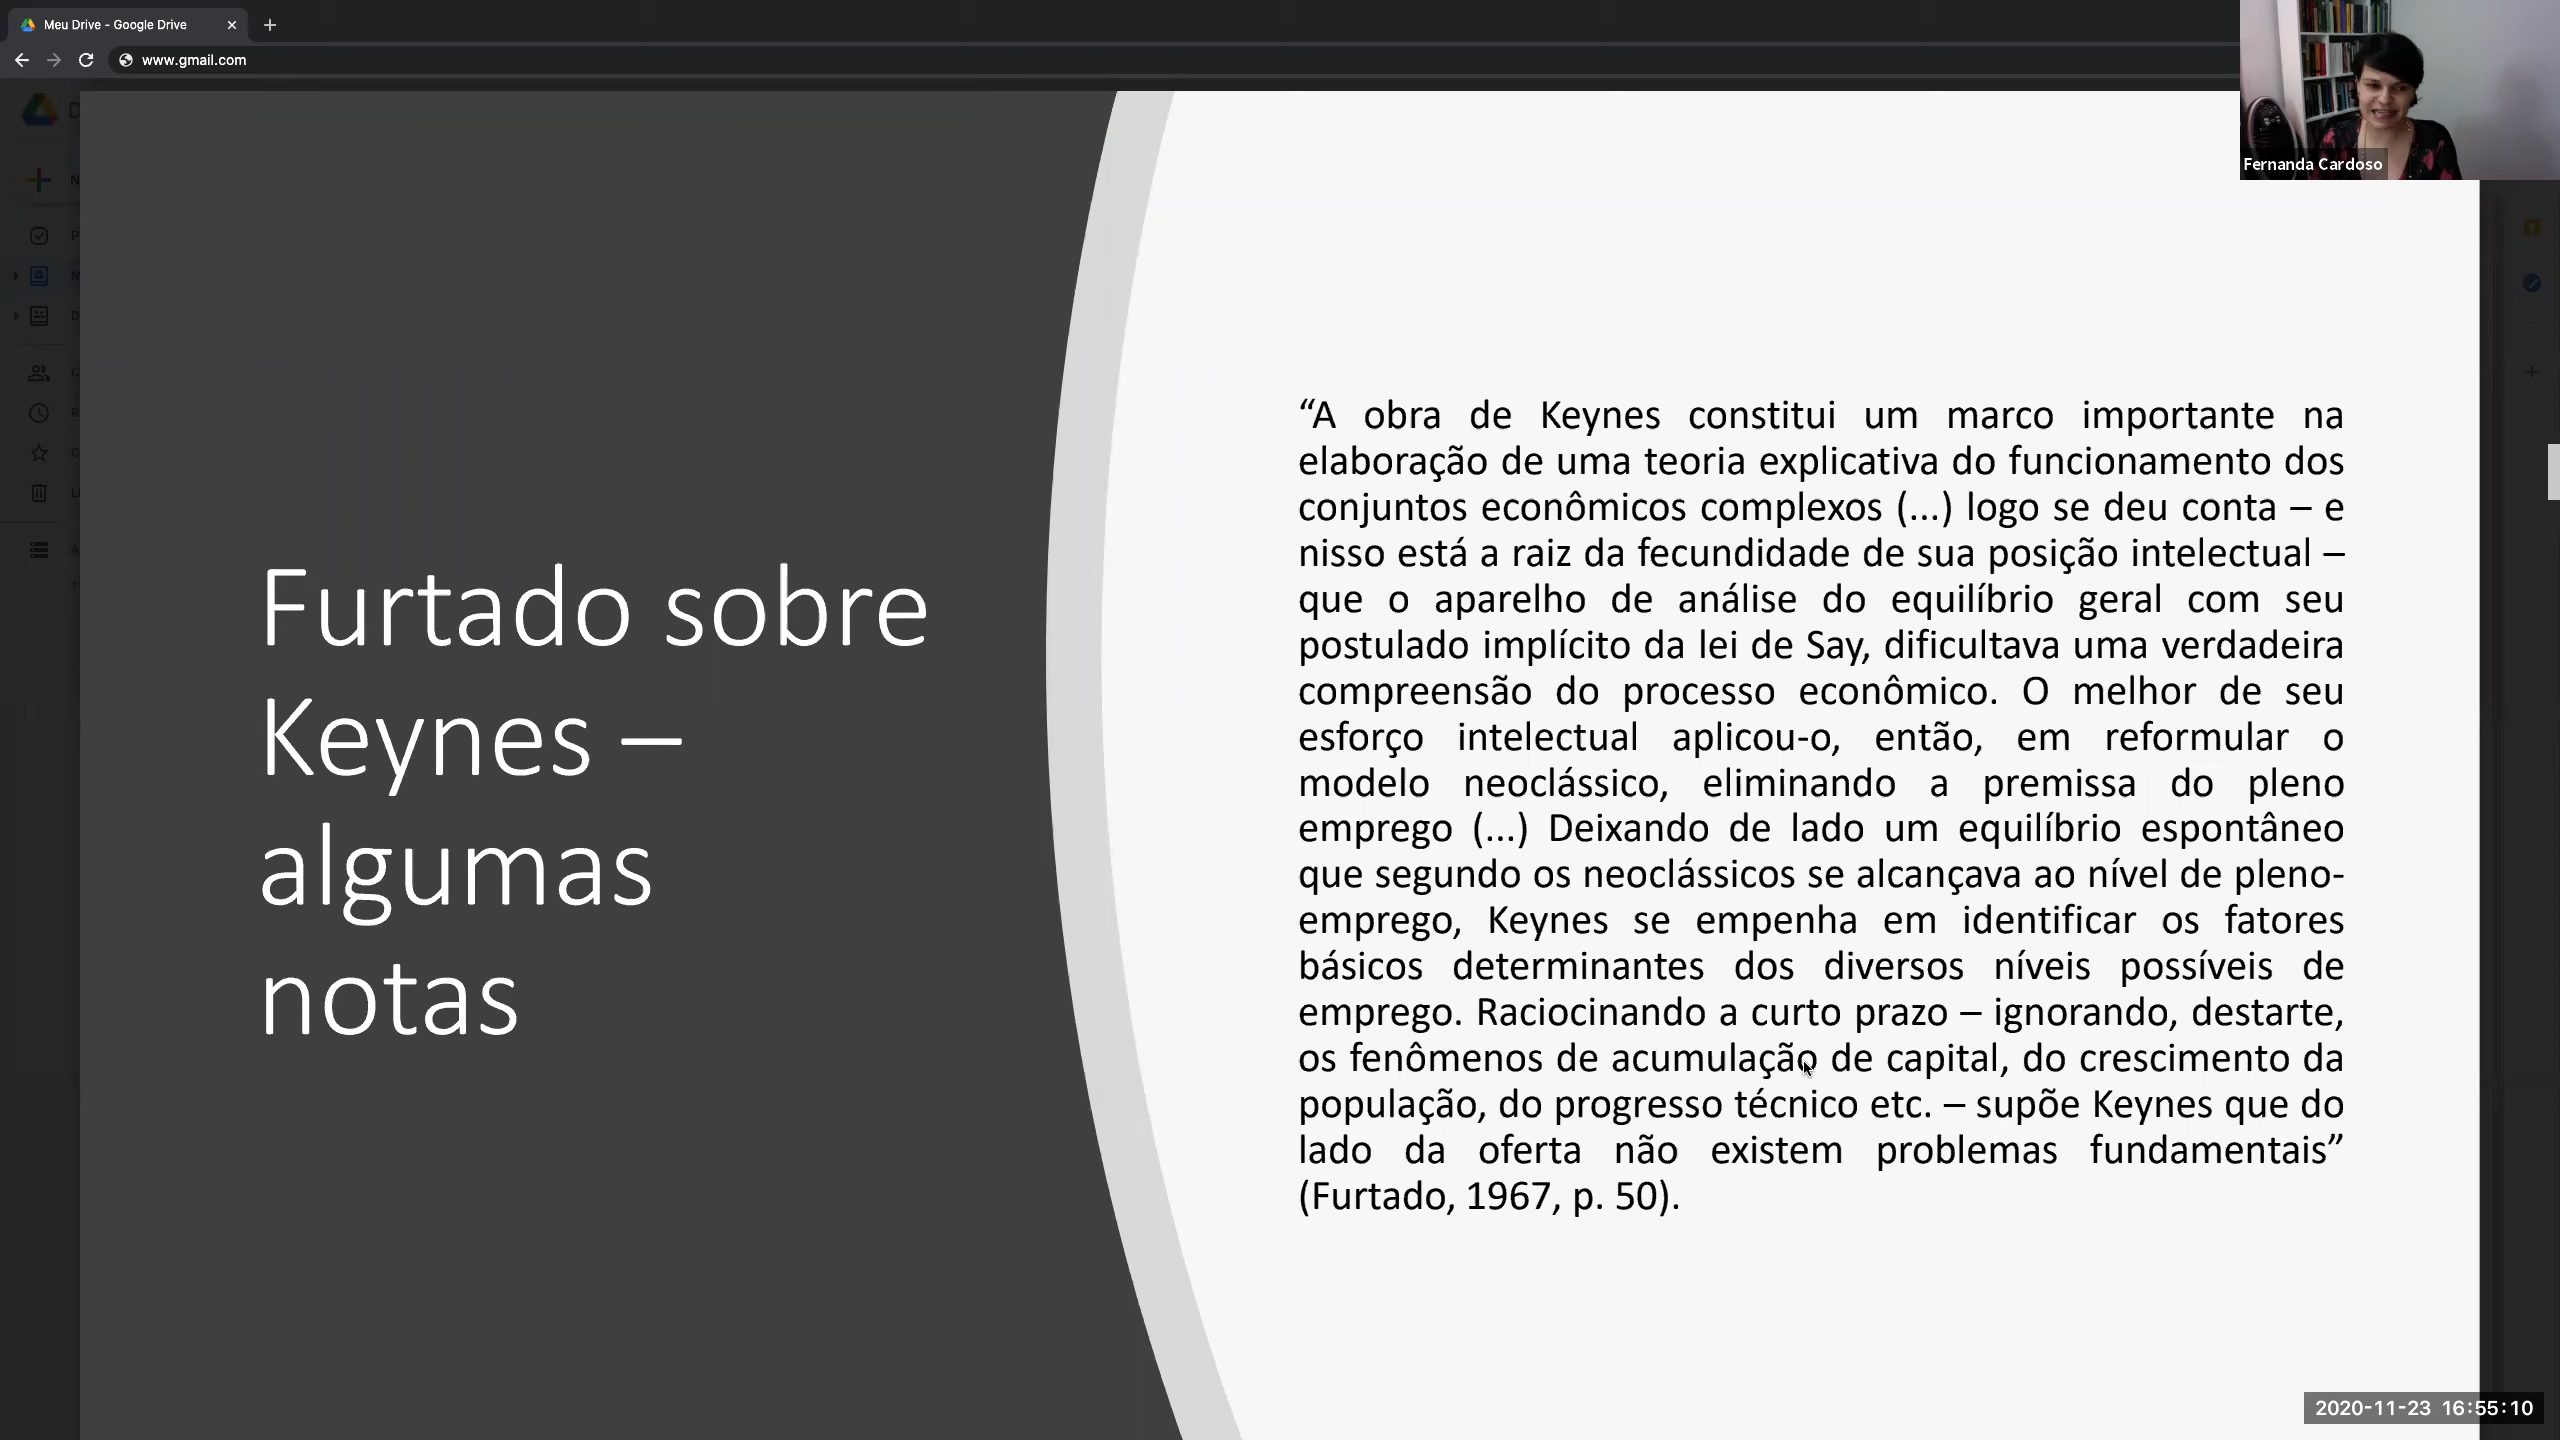 Meu Drive - Google Drive
www.gmail.com
Fernanda Cardoso
Furtado sobre
Keynes –
algumas
notas
“A obra de Keynes constitui um marco importante na
elaboração de uma teoria explicativa do funcionamento dos
conjuntos econômicos complexos (...) logo se deu conta – e
nisso está a raiz da fecundidade de sua posição intelectual –
que o aparelho de análise do equilíbrio geral com seu
postulado implícito da lei de Say, dificultava uma verdadeira
compreensão do processo econômico. O melhor de seu
esforço intelectual aplicou-o, então, em reformular o
modelo neoclássico, eliminando a premissa do pleno
emprego (...) Deixando de lado um equilíbrio espontâneo
que segundo os neoclássicos se alcançava ao nível de pleno-
emprego, Keynes se empenha em identificar os fatores
básicos determinantes dos diversos níveis possíveis de
emprego. Raciocinando a curto prazo – ignorando, destarte,
os fenômenos de acumulação de capital, do crescimento da
população, do progresso técnico etc. – supõe Keynes que do
lado da oferta não existem problemas fundamentais”
(Furtado, 1967, p. 50).
2020-11-23 16:55:10